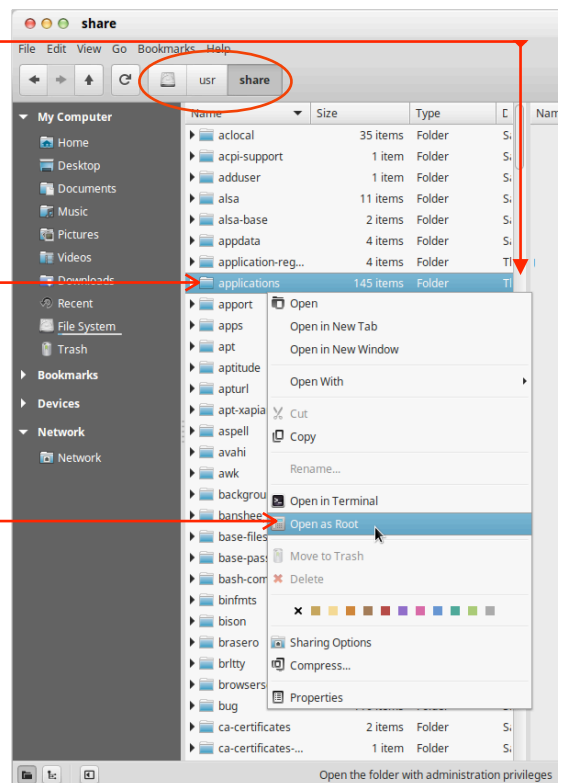 share
File Edit View Go Bookmarks Help
usr share
My Computer
Home
Desktop
Documents
Music
Pictures
Videos
Downloads
Recent
File System
Trash
Bookmarks
Devices
Network
Network
Name Size Type
aclocal 35 items Folder
acpi-support 1 item Folder
adduser 1 item Folder
alsa 11 items Folder
alsa-base 2 items Folder
appdata 4 items Folder
application-reg... 4 items Folder
applications 145 items Folder
apport
apps
apt
aptitude
apturl
apt-xapia
aspell
avahi
awk
backgrou
banshee
base-files
base-pas
bash-com
binfmts
bison
brasero
brltty
browsers
bug
ca-certificates 2 items Folder
ca-certificates-... 1 item Folder
Open
Open in New Tab
Open in New Window
Open With
Cut
Copy
Rename...
Open in Terminal
Open as Root
Move to Trash
Delete
Sharing Options
Compress...
Properties
Open the folder with administration privileges